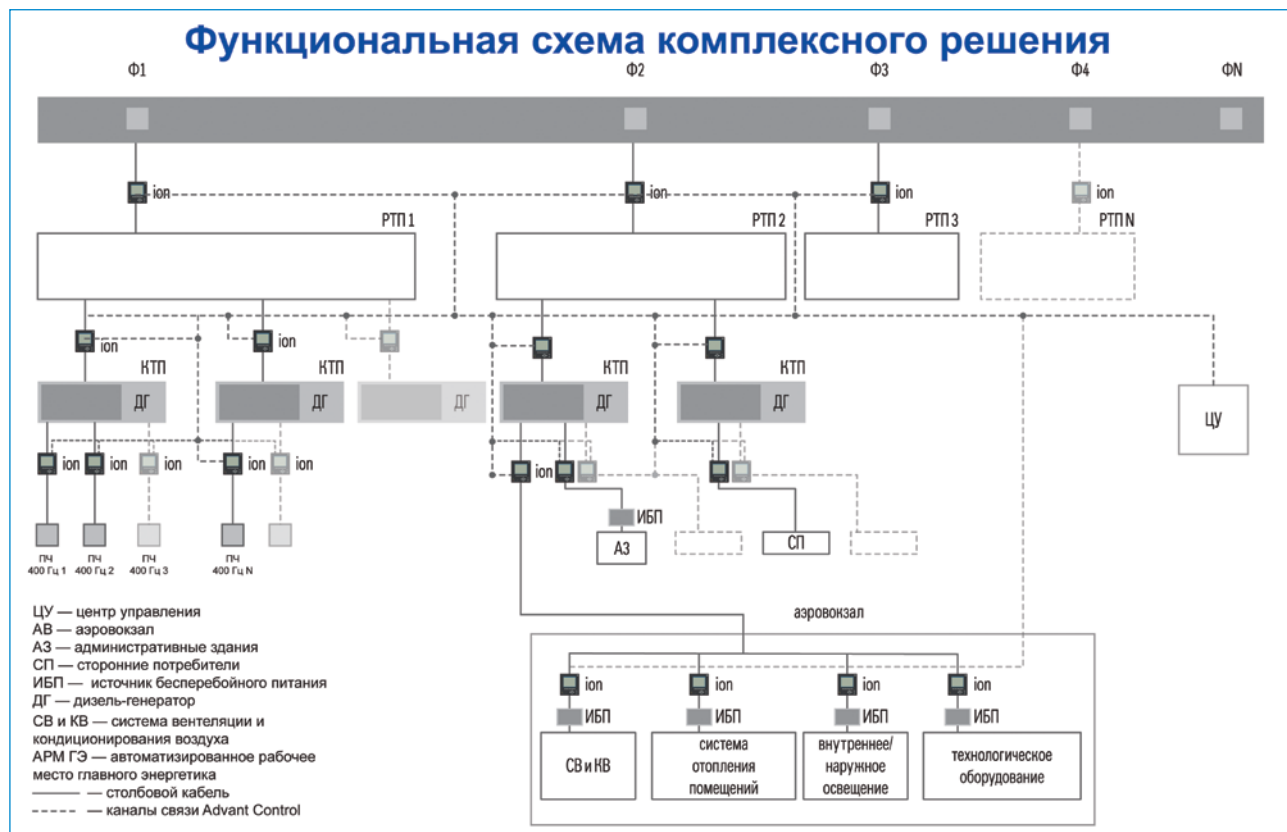 Функциональная схема комплексного решения
Ф1 Ф2 Ф3 Ф4 ФN
ion ion ion ion
РТП 1 РТП 2 РТП 3 РТП N
ion ion
КТП КТП КТП КТП
ДГ ДГ ДГ ДГ ДГ
ЦУ
ion ion ion ion ion ion
ИБП
АЗ СП
ПЧ ПЧ ПЧ ПЧ
400 Гц 1 400 Гц 2 400 Гц 3 400 Гц N
аэровокзал
ЦУ — центр управления
АВ — аэровокзал
АЗ — административные здания
СП — сторонние потребители
ИБП — источник бесперебойного питания
ДГ — дизель-генератор
СВ и КВ — система вентеляции и
кондиционирования воздуха
АРМ ГЭ — автоматизированное рабочее
место главного энергетика
— столбовой кабель
— каналы связи Advant Control
ion ion ion ion
ИБП ИБП ИБП ИБП
СВ и КВ
система
отопления
помещений
внутреннее/
наружное
освещение
технологическое
оборудование